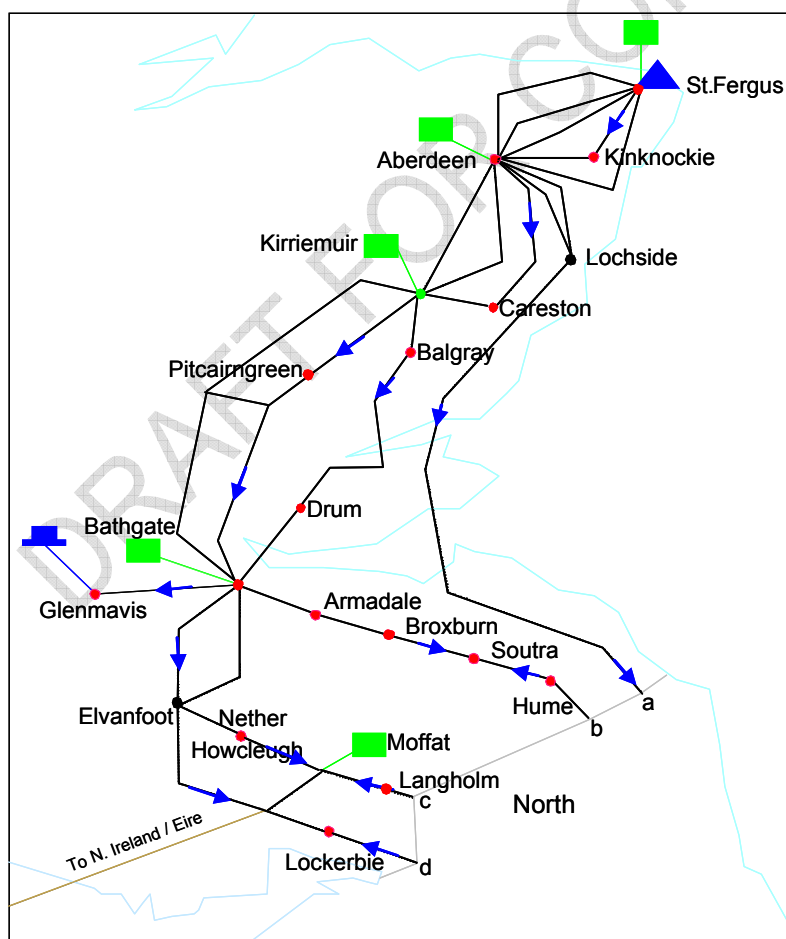 DRAFT FOR CO
St.Fergus
Aberdeen
Kinknockie
Kirriemuir
Lochside
Careston
Balgray
Pitcairngreen
Drum
Bathgate
Glenmavis
Armadale
Broxburn
Soutra
Hume
a
b
Elvanfoot
Nether
Howcleugh
Moffat
Langholm
c
North
To N. Ireland / Eire
Lockerbie
d